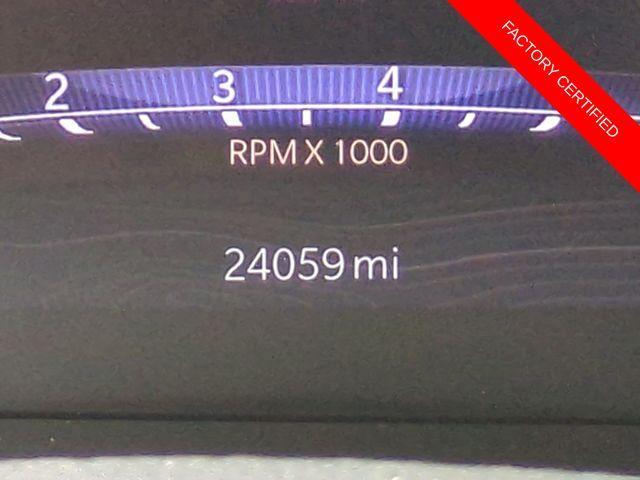 FACTORY CERTIFIED
2 3 4
RPM X 1000
24059 mi